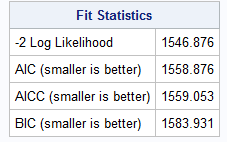 Fit Statistics
-2 Log Likelihood 1546.876
AIC (smaller is better) 1558.876
AICC (smaller is better) 1559.053
BIC (smaller is better) 1583.931